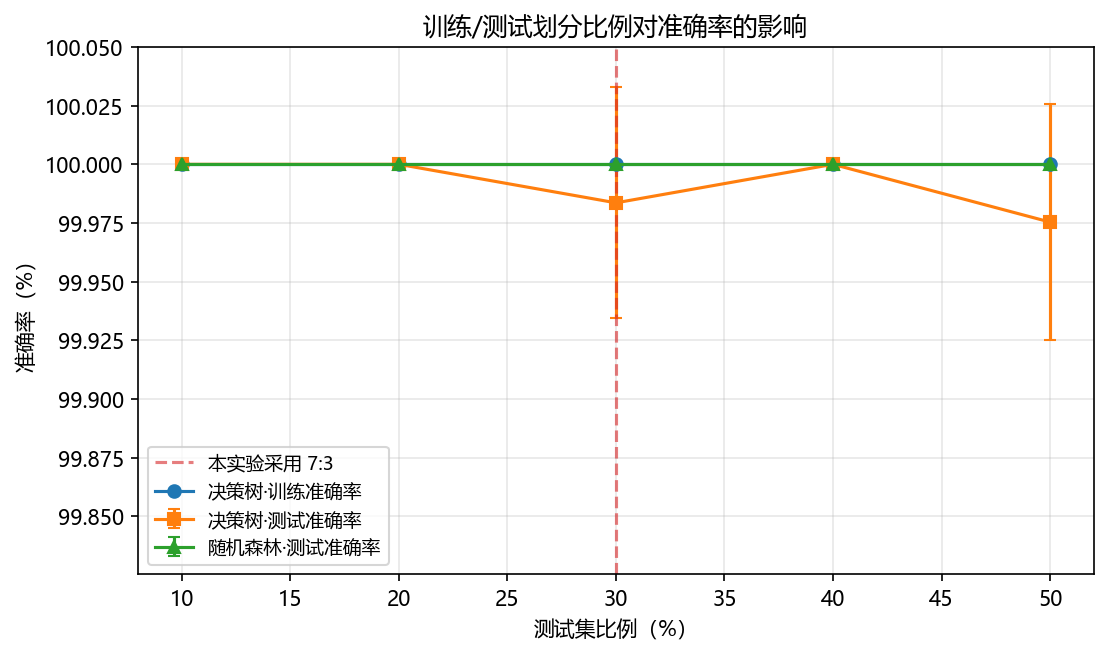 训练/测试划分比例对准确率的影响
100.050
100.025
100.000
99.975
99.950
99.925
99.900
99.875
99.850
准确率（%）
本实验采用 7:3
决策树·训练准确率
决策树·测试准确率
随机森林·测试准确率
10 15 20 25 30 35 40 45 50
测试集比例（%）